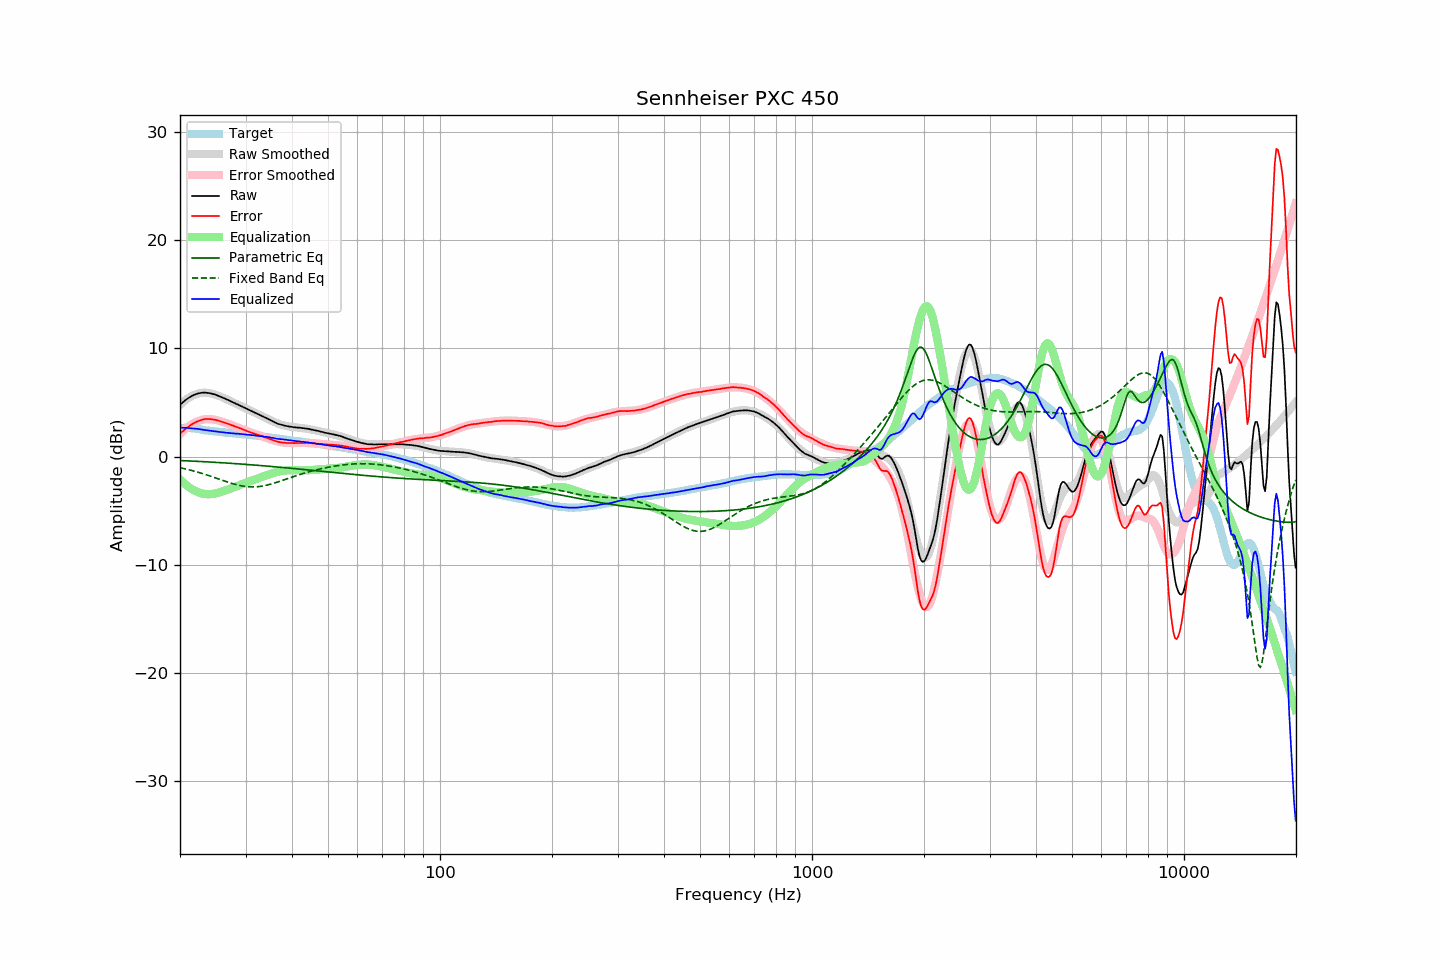 Sennheiser PXC 450
Target
Raw Smoothed
Error Smoothed
Raw
Error
Equalization
Parametric Eq
Fixed Band Eq
Equalized
30
20
10
0
−10
−20
−30
Amplitude (dBr)
100
1000
10000
Frequency (Hz)